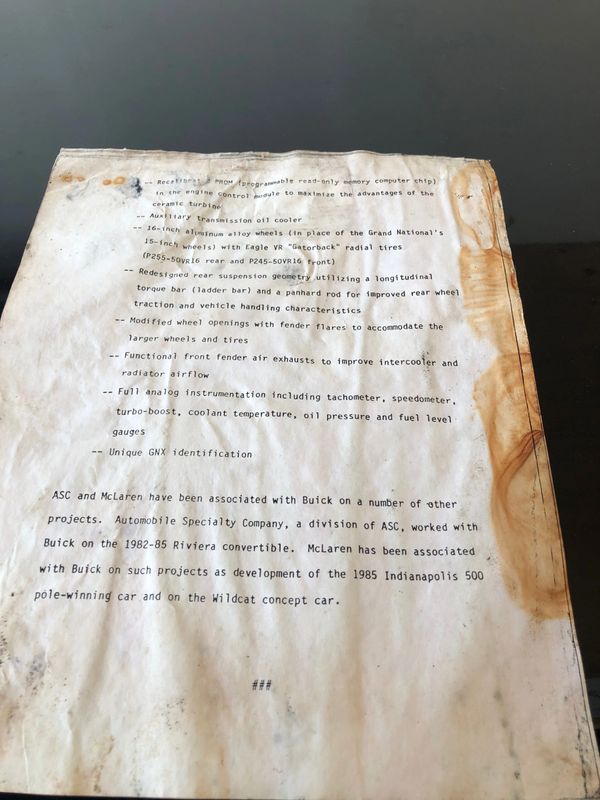 -- Recalibrated PROM (programmable read-only memory computer chip)
in the engine control module to maximize the advantages of the
ceramic turbine
-- Auxiliary transmission oil cooler
-- 16-inch aluminum alloy wheels (in place of the Grand National's
15-inch wheels) with Eagle VR "Gatorback" radial tires
(P255-50VR16 rear and P245-50VR16 front)
-- Redesigned rear suspension geometry utilizing a longitudinal
torque bar (ladder bar) and a panhard rod for improved rear wheel
traction and vehicle handling characteristics
-- Modified wheel openings with fender flares to accommodate the
larger wheels and tires
-- Functional front fender air exhausts to improve intercooler and
radiator airflow
-- Full analog instrumentation including tachometer, speedometer,
turbo-boost, coolant temperature, oil pressure and fuel level
gauges
-- Unique GNX identification
ASC and McLaren have been associated with Buick on a number of other
projects. Automobile Specialty Company, a division of ASC, worked with
Buick on the 1982-85 Riviera convertible. McLaren has been associated
with Buick on such projects as development of the 1985 Indianapolis 500
pole-winning car and on the Wildcat concept car.
###